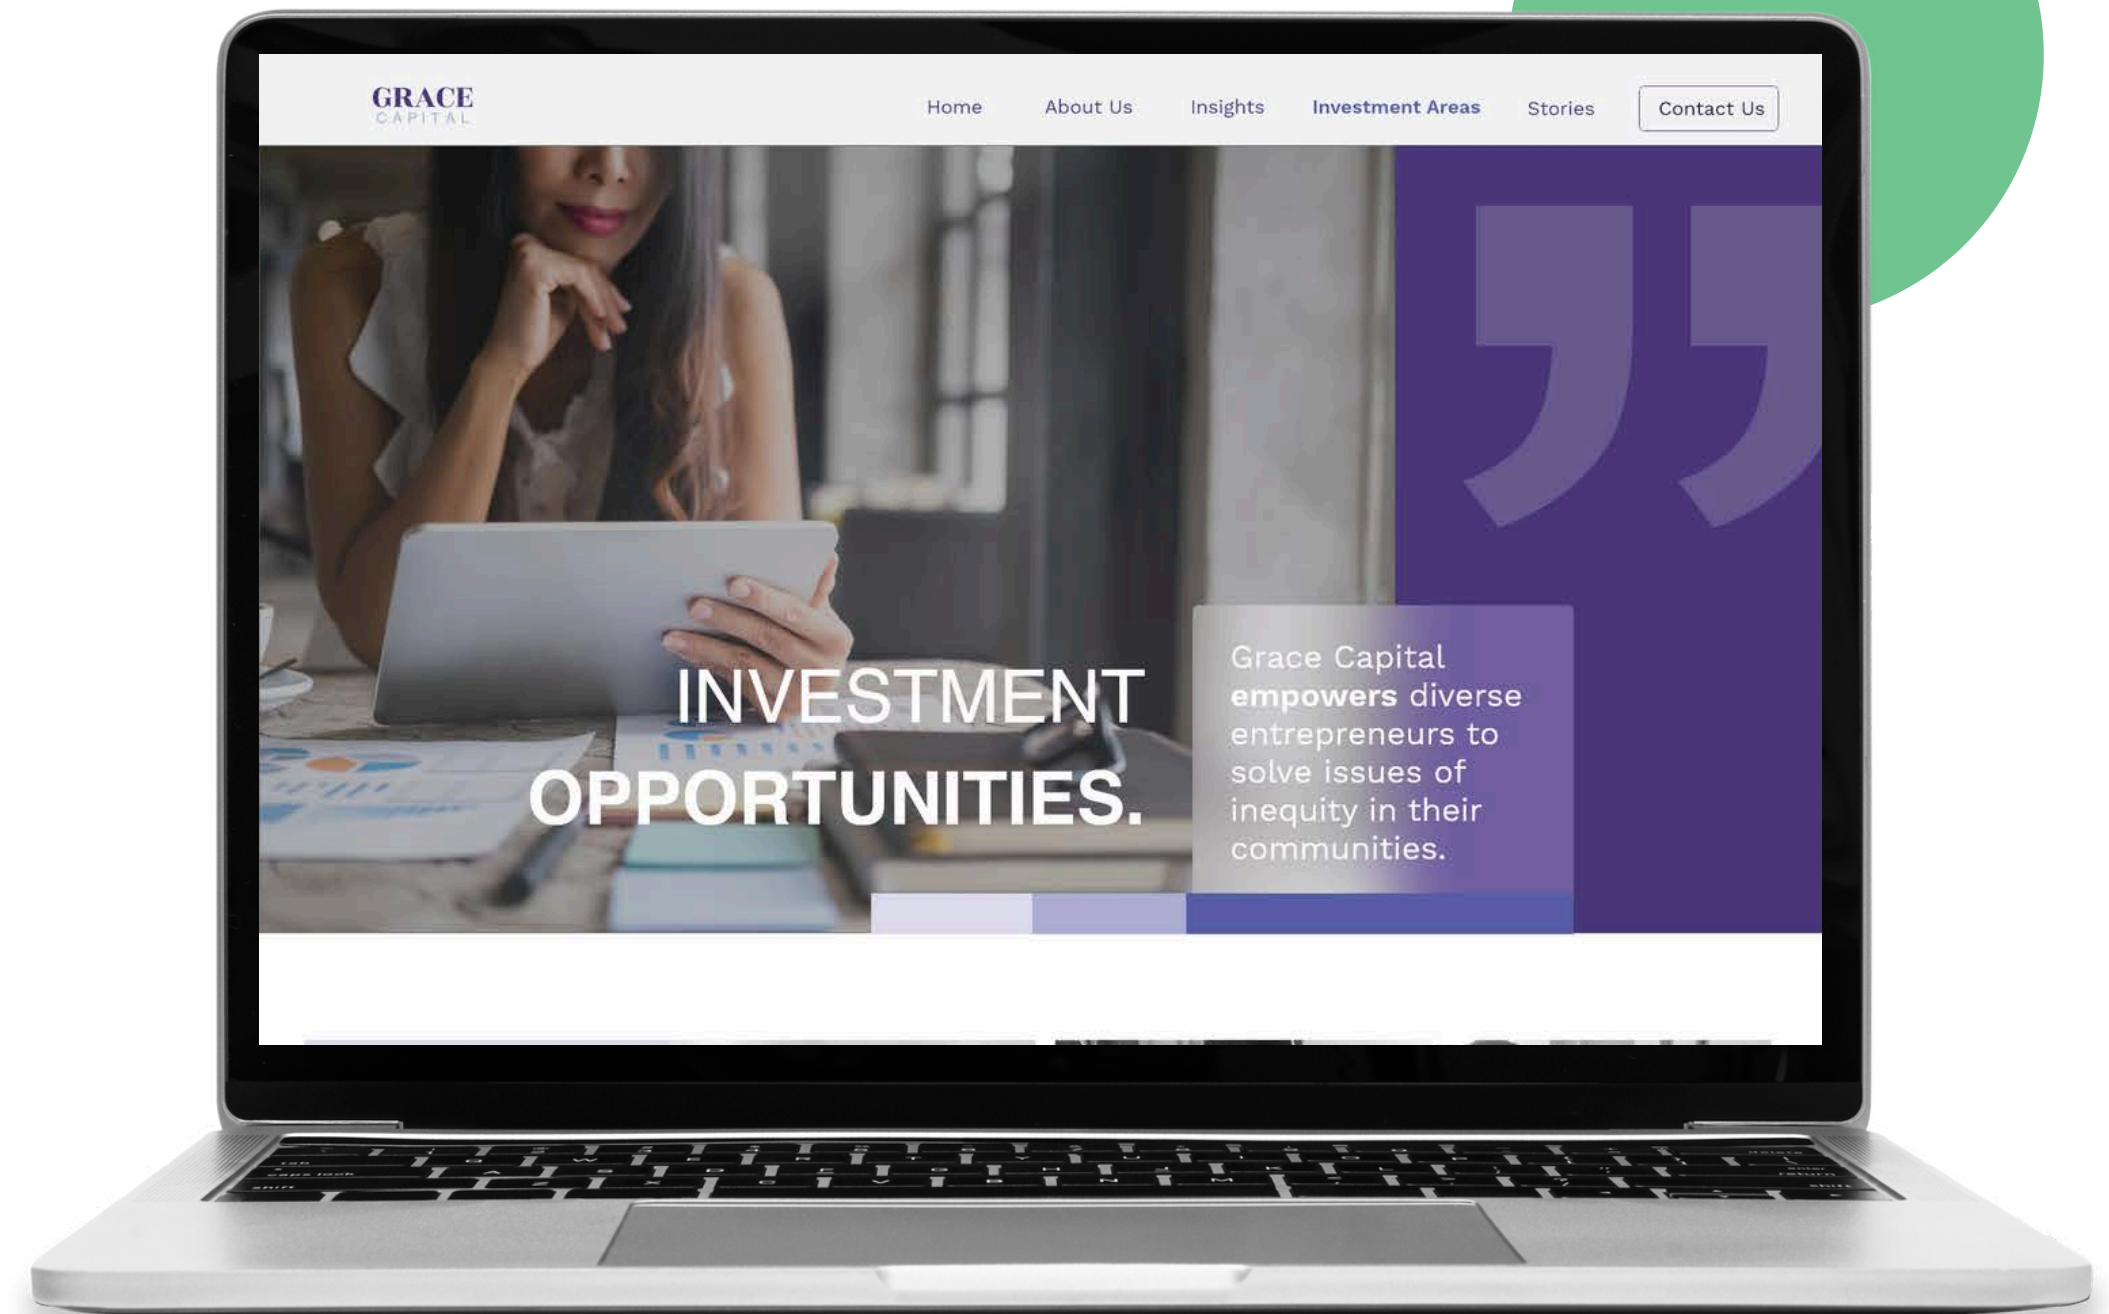 GRACE
CAPITAL
Home About Us Insights Investment Areas Stories Contact Us
INVESTMENT
OPPORTUNITIES.
Grace Capital
empowers diverse
entrepreneurs to
solve issues of
inequity in their
communities.